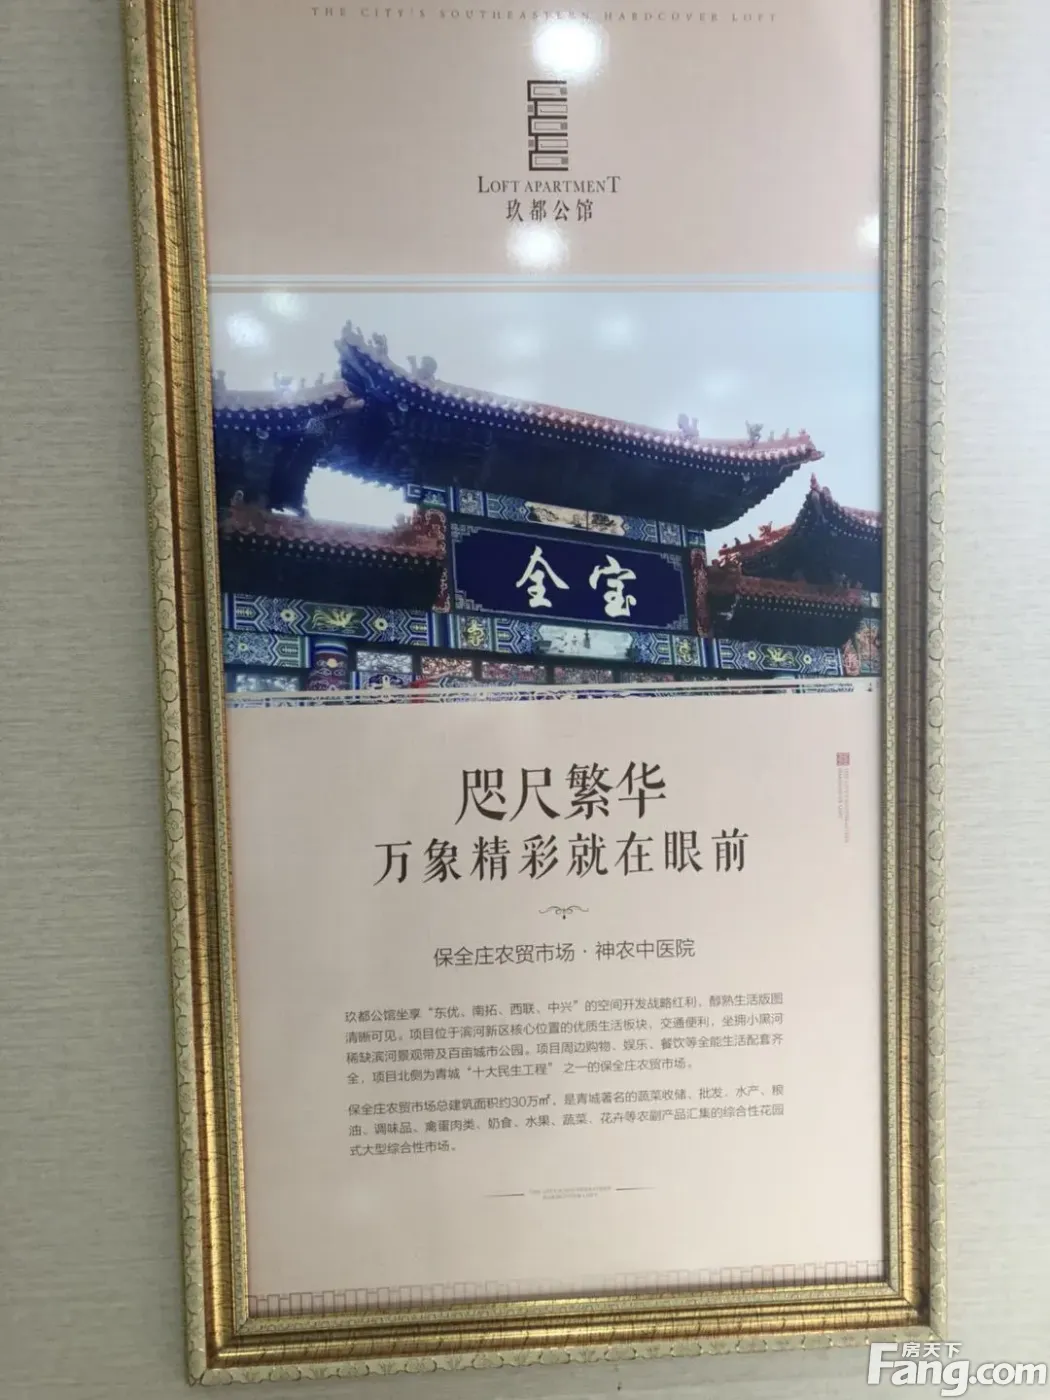 THE CITY'S SOUTHEASTERN HARDCOVER LOFT
LOFT APARTMENT
玖都公馆
全宝
咫尺繁华
万象精彩就在眼前
保全庄农贸市场·神农中医院
玖都公馆坐享“东优、南拓、西联、中兴”的空间开发战略红利，醇熟生活版图
清晰可见。项目位于滨河新区核心位置的优质生活板块，交通便利，坐拥小黑河
稀缺滨河景观带及百亩城市公园。项目周边购物、娱乐、餐饮等全能生活配套齐
全，项目北侧为青城“十大民生工程” 之一的保全庄农贸市场。
保全庄农贸市场总建筑面积约30万㎡，是青城著名的蔬菜收储、批发、水产、粮
油、调味品、禽蛋肉类、奶食、水果、蔬菜、花卉等农副产品汇集的综合性花园
式大型综合性市场。
房天下
Fang.com